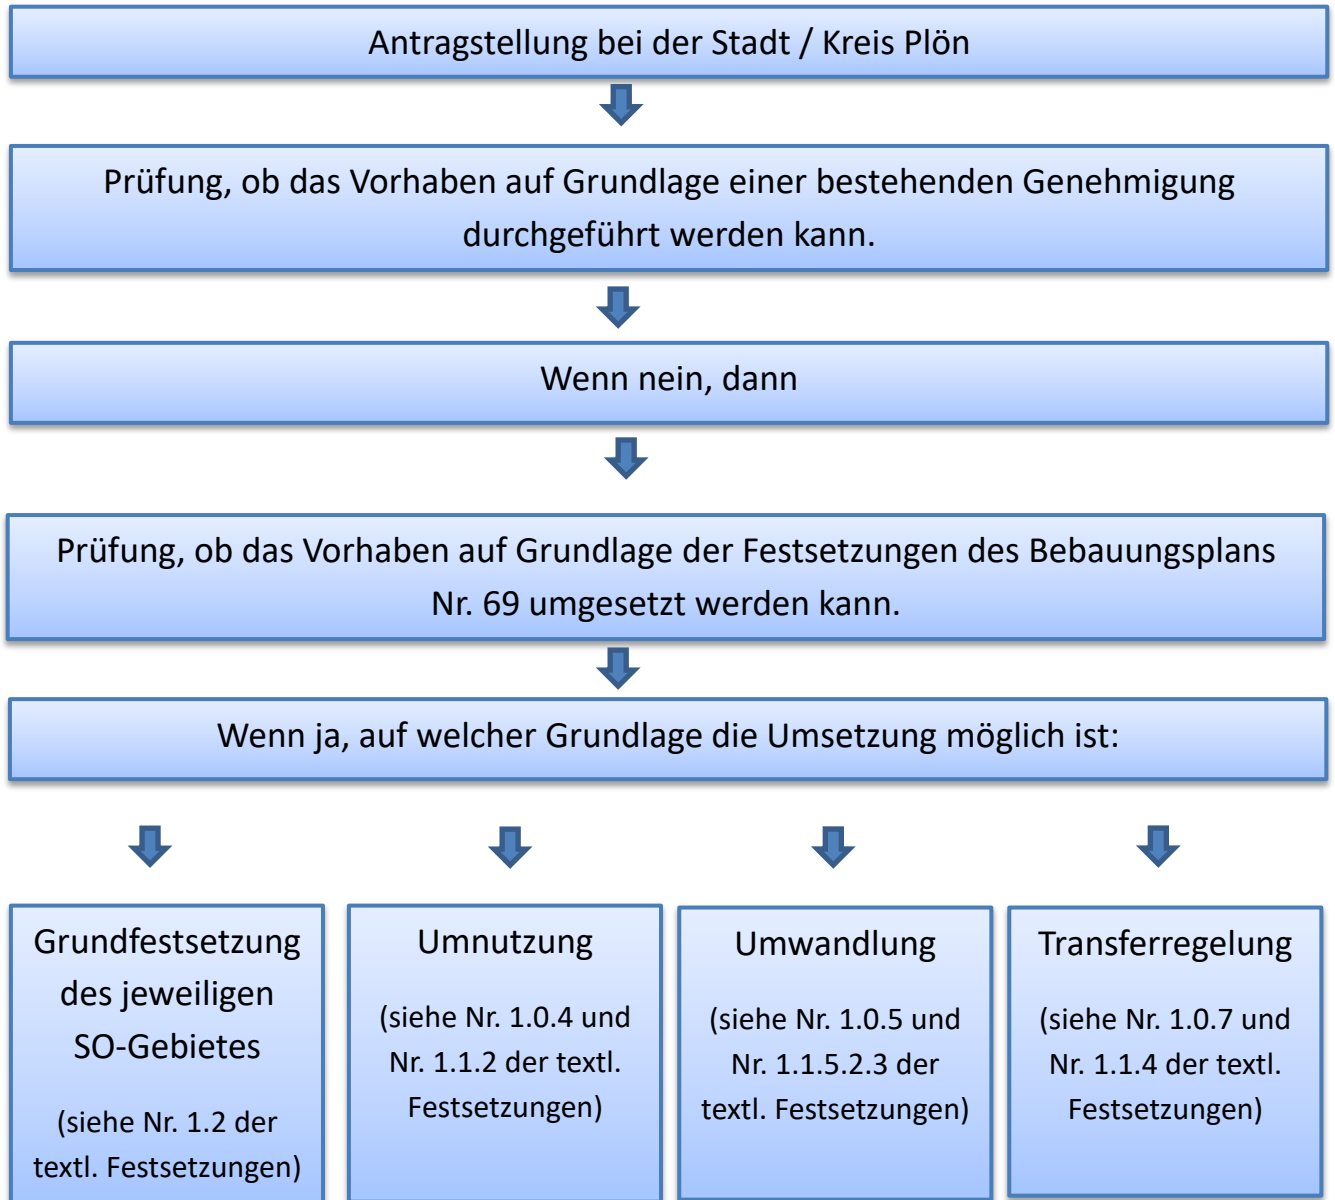 Antragstellung bei der Stadt / Kreis Plön
Prüfung, ob das Vorhaben auf Grundlage einer bestehenden Genehmigung
durchgeführt werden kann.
Wenn nein, dann
Prüfung, ob das Vorhaben auf Grundlage der Festsetzungen des Bebauungsplans
Nr. 69 umgesetzt werden kann.
Wenn ja, auf welcher Grundlage die Umsetzung möglich ist:
Grundfestsetzung
des jeweiligen
SO-Gebietes
(siehe Nr. 1.2 der
textl. Festsetzungen)
Umnutzung
(siehe Nr. 1.0.4 und
Nr. 1.1.2 der textl.
Festsetzungen)
Umwandlung
(siehe Nr. 1.0.5 und
Nr. 1.1.5.2.3 der
textl. Festsetzungen)
Transferregelung
(siehe Nr. 1.0.7 und
Nr. 1.1.4 der textl.
Festsetzungen)